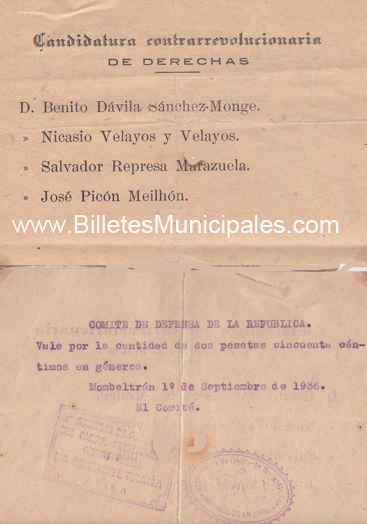 Candidatura contrarrevolucionaria
DE DERECHAS
D. Benito Dávila Sánchez-Monge.
» Nicasio Velayos y Velayos.
» Salvador Represa Marazuela.
» José Picón Meilhón.
www.BilletesMunicipales.com
COMITE DE DEFENSA DE LA REPUBLICA.
Vale por la cantidad de dos pesetas cincuenta cén-
timos en géneros.
Mombeltrán 1º de Septiembre de 1936.
El Comité.